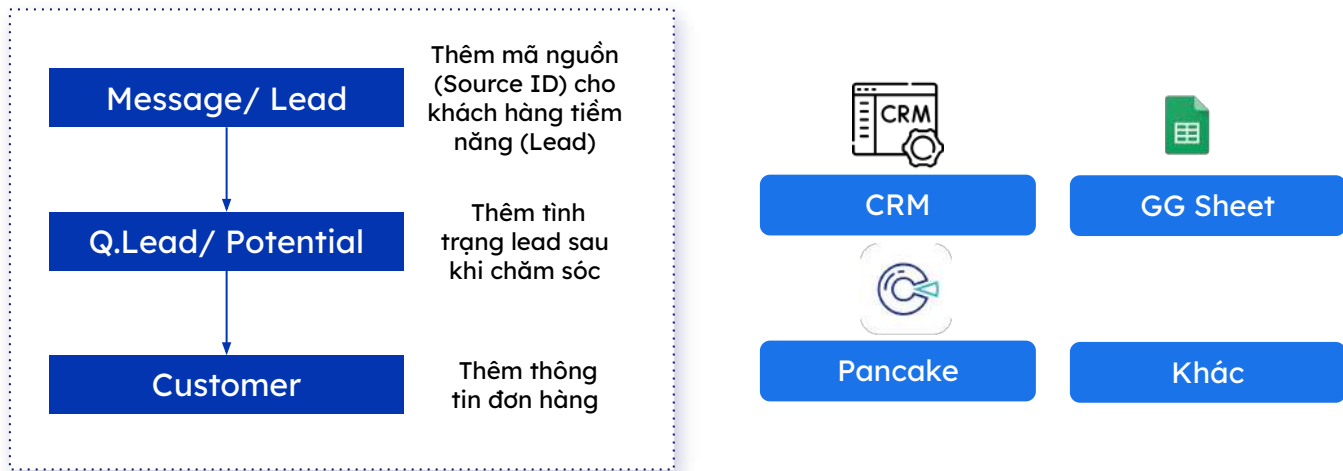 Message/ Lead
Thêm mã nguồn
(Source ID) cho
khách hàng tiềm
năng (Lead)
Q.Lead/ Potential
Thêm tình
trạng lead sau
khi chăm sóc
Customer
Thêm thông
tin đơn hàng
CRM
CRM
GG Sheet
Pancake
Khác